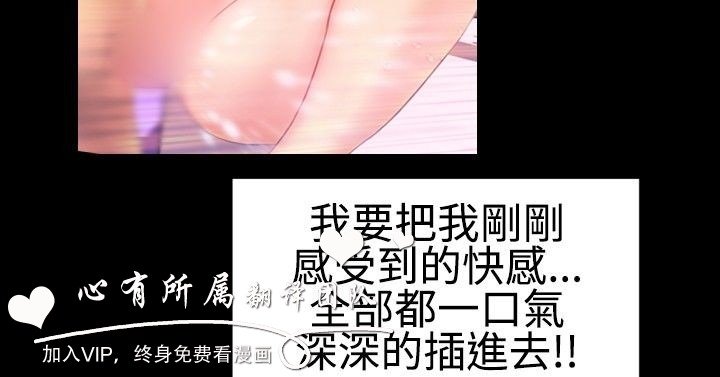 我要把我剛剛
感受到的快感...
全部都一口氣
深深的插進去!!
心有所属翻译团队
加入VIP，终身免费看漫画